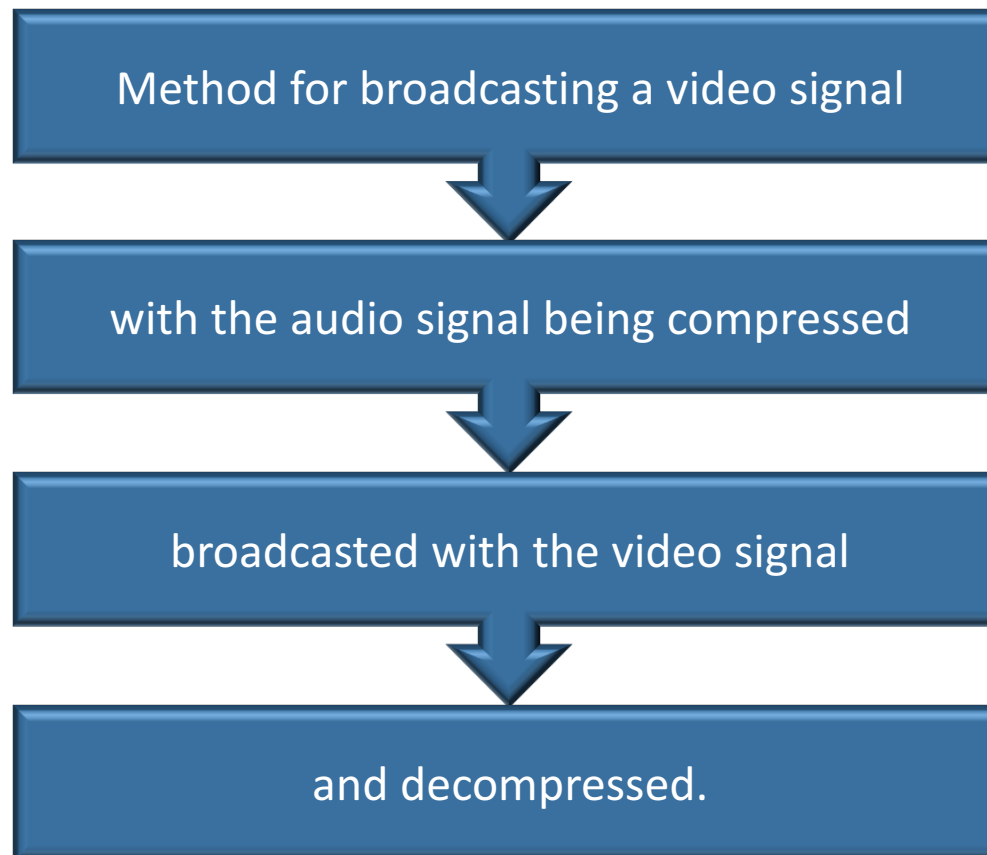 Method for broadcasting a video signal
with the audio signal being compressed
broadcasted with the video signal
and decompressed.